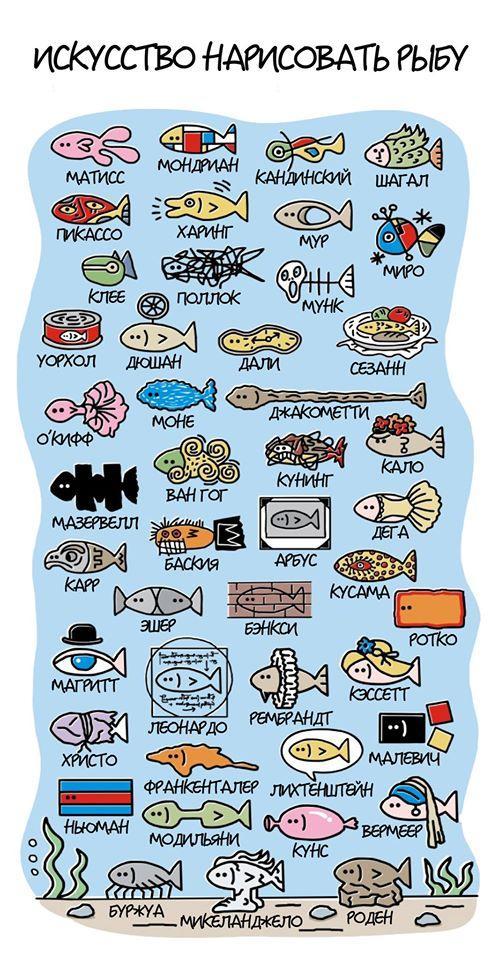 ИСКУССТВО НАРИСОВАТЬ РЫБУ
МАТИСС
МОНДРИАН
КАНДИНСКИЙ
ШАГАЛ
ПИКАССО
ХАРИНГ
МУР
МИРО
КЛЕЕ
ПОЛЛОК
МУНК
УОРХОЛ
ДЮШАН
ДАЛИ
СЕЗАНН
О'КИФФ
МОНЕ
ДЖАКОМЕТТИ
КАЛО
МАЗЕРВЕЛЛ
ВАН ГОГ
КУНИНГ
ДЕГА
КАРР
БАСКИЯ
АРБУС
КУСАМА
ЭШЕР
БЭНКСИ
РОТКО
МАГРИТТ
ЛЕОНАРДО
РЕМБРАНДТ
КЭССЕТТ
ХРИСТО
ФРАНКЕНТАЛЕР
ЛИХТЕНШТЕЙН
МАЛЕВИЧ
НЬЮМАН
МОДИЛЬЯНИ
КУНС
ВЕРМЕЕР
БУРЖУА
МИКЕЛАНДЖЕЛО
РОДЕН